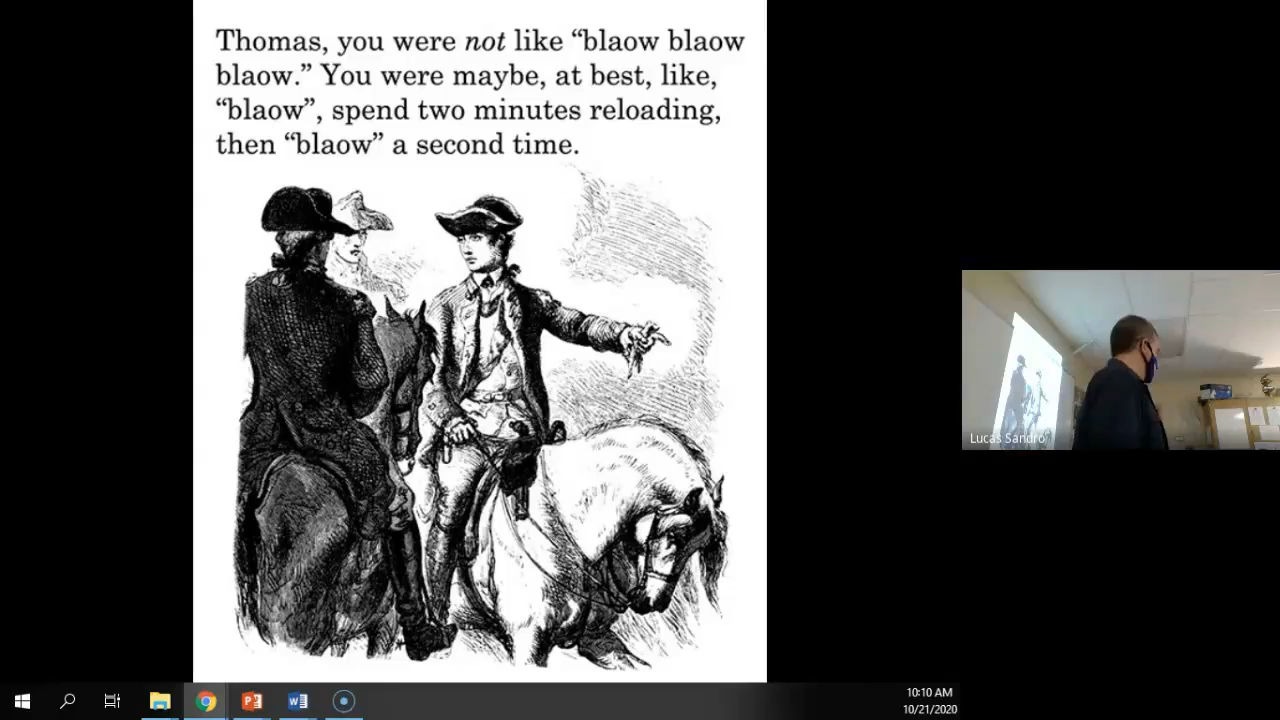 Thomas, you were not like “blaow blaow
blaow.” You were maybe, at best, like,
“blaow”, spend two minutes reloading,
then “blaow” a second time.
Lucas Sandro
10:10 AM
10/21/2020